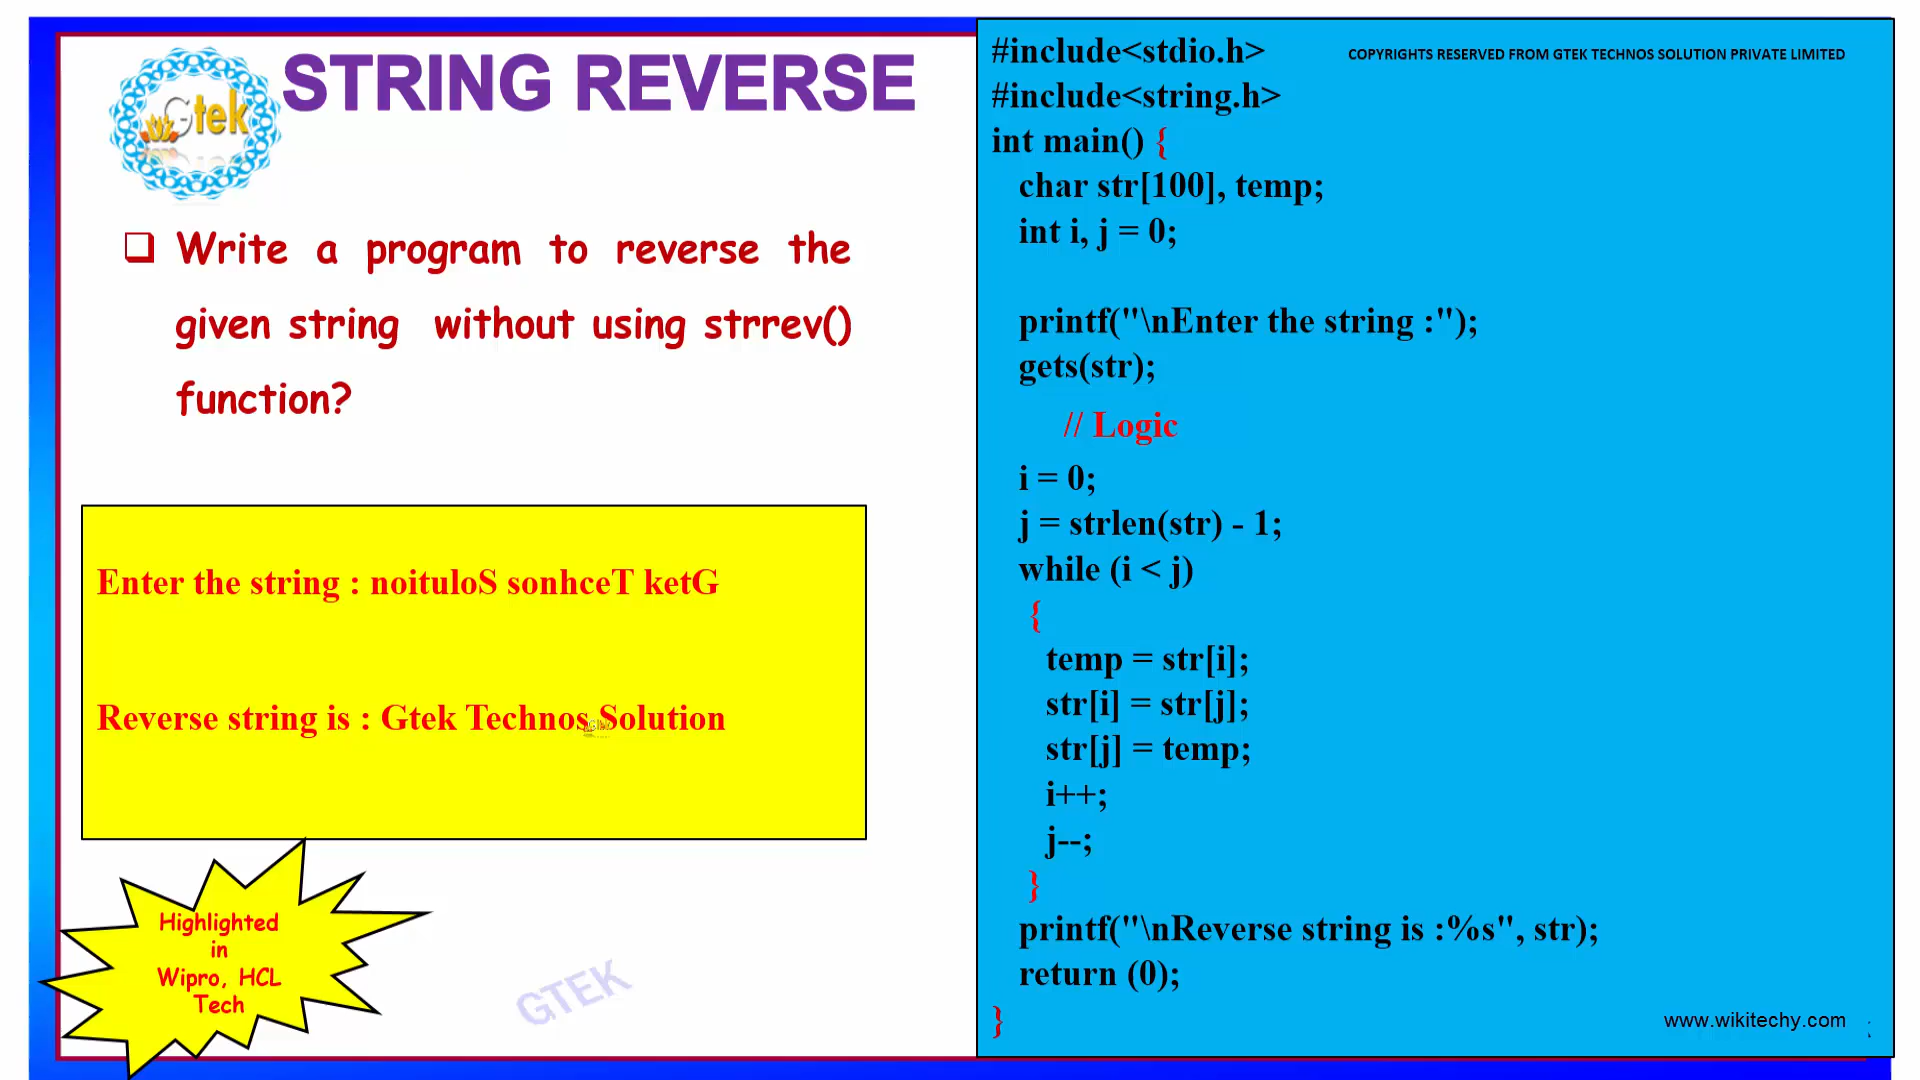 Gtek
STRING REVERSE
❑ Write a program to reverse the
given string without using strrev()
function?
Enter the string : noituloS sonhceT ketG
Reverse string is : Gtek Technos Solution
Highlighted
in
Wipro, HCL
Tech
GTEK
COPYRIGHTS RESERVED FROM GTEK TECHNOS SOLUTION PRIVATE LIMITED
#include<stdio.h>
#include<string.h>
int main() {
char str[100], temp;
int i, j = 0;
printf("\nEnter the string :");
gets(str);
// Logic
i = 0;
j = strlen(str) - 1;
while (i < j)
{
temp = str[i];
str[i] = str[j];
str[j] = temp;
i++;
j--;
}
printf("\nReverse string is :%s", str);
return (0);
}
www.wikitechy.com